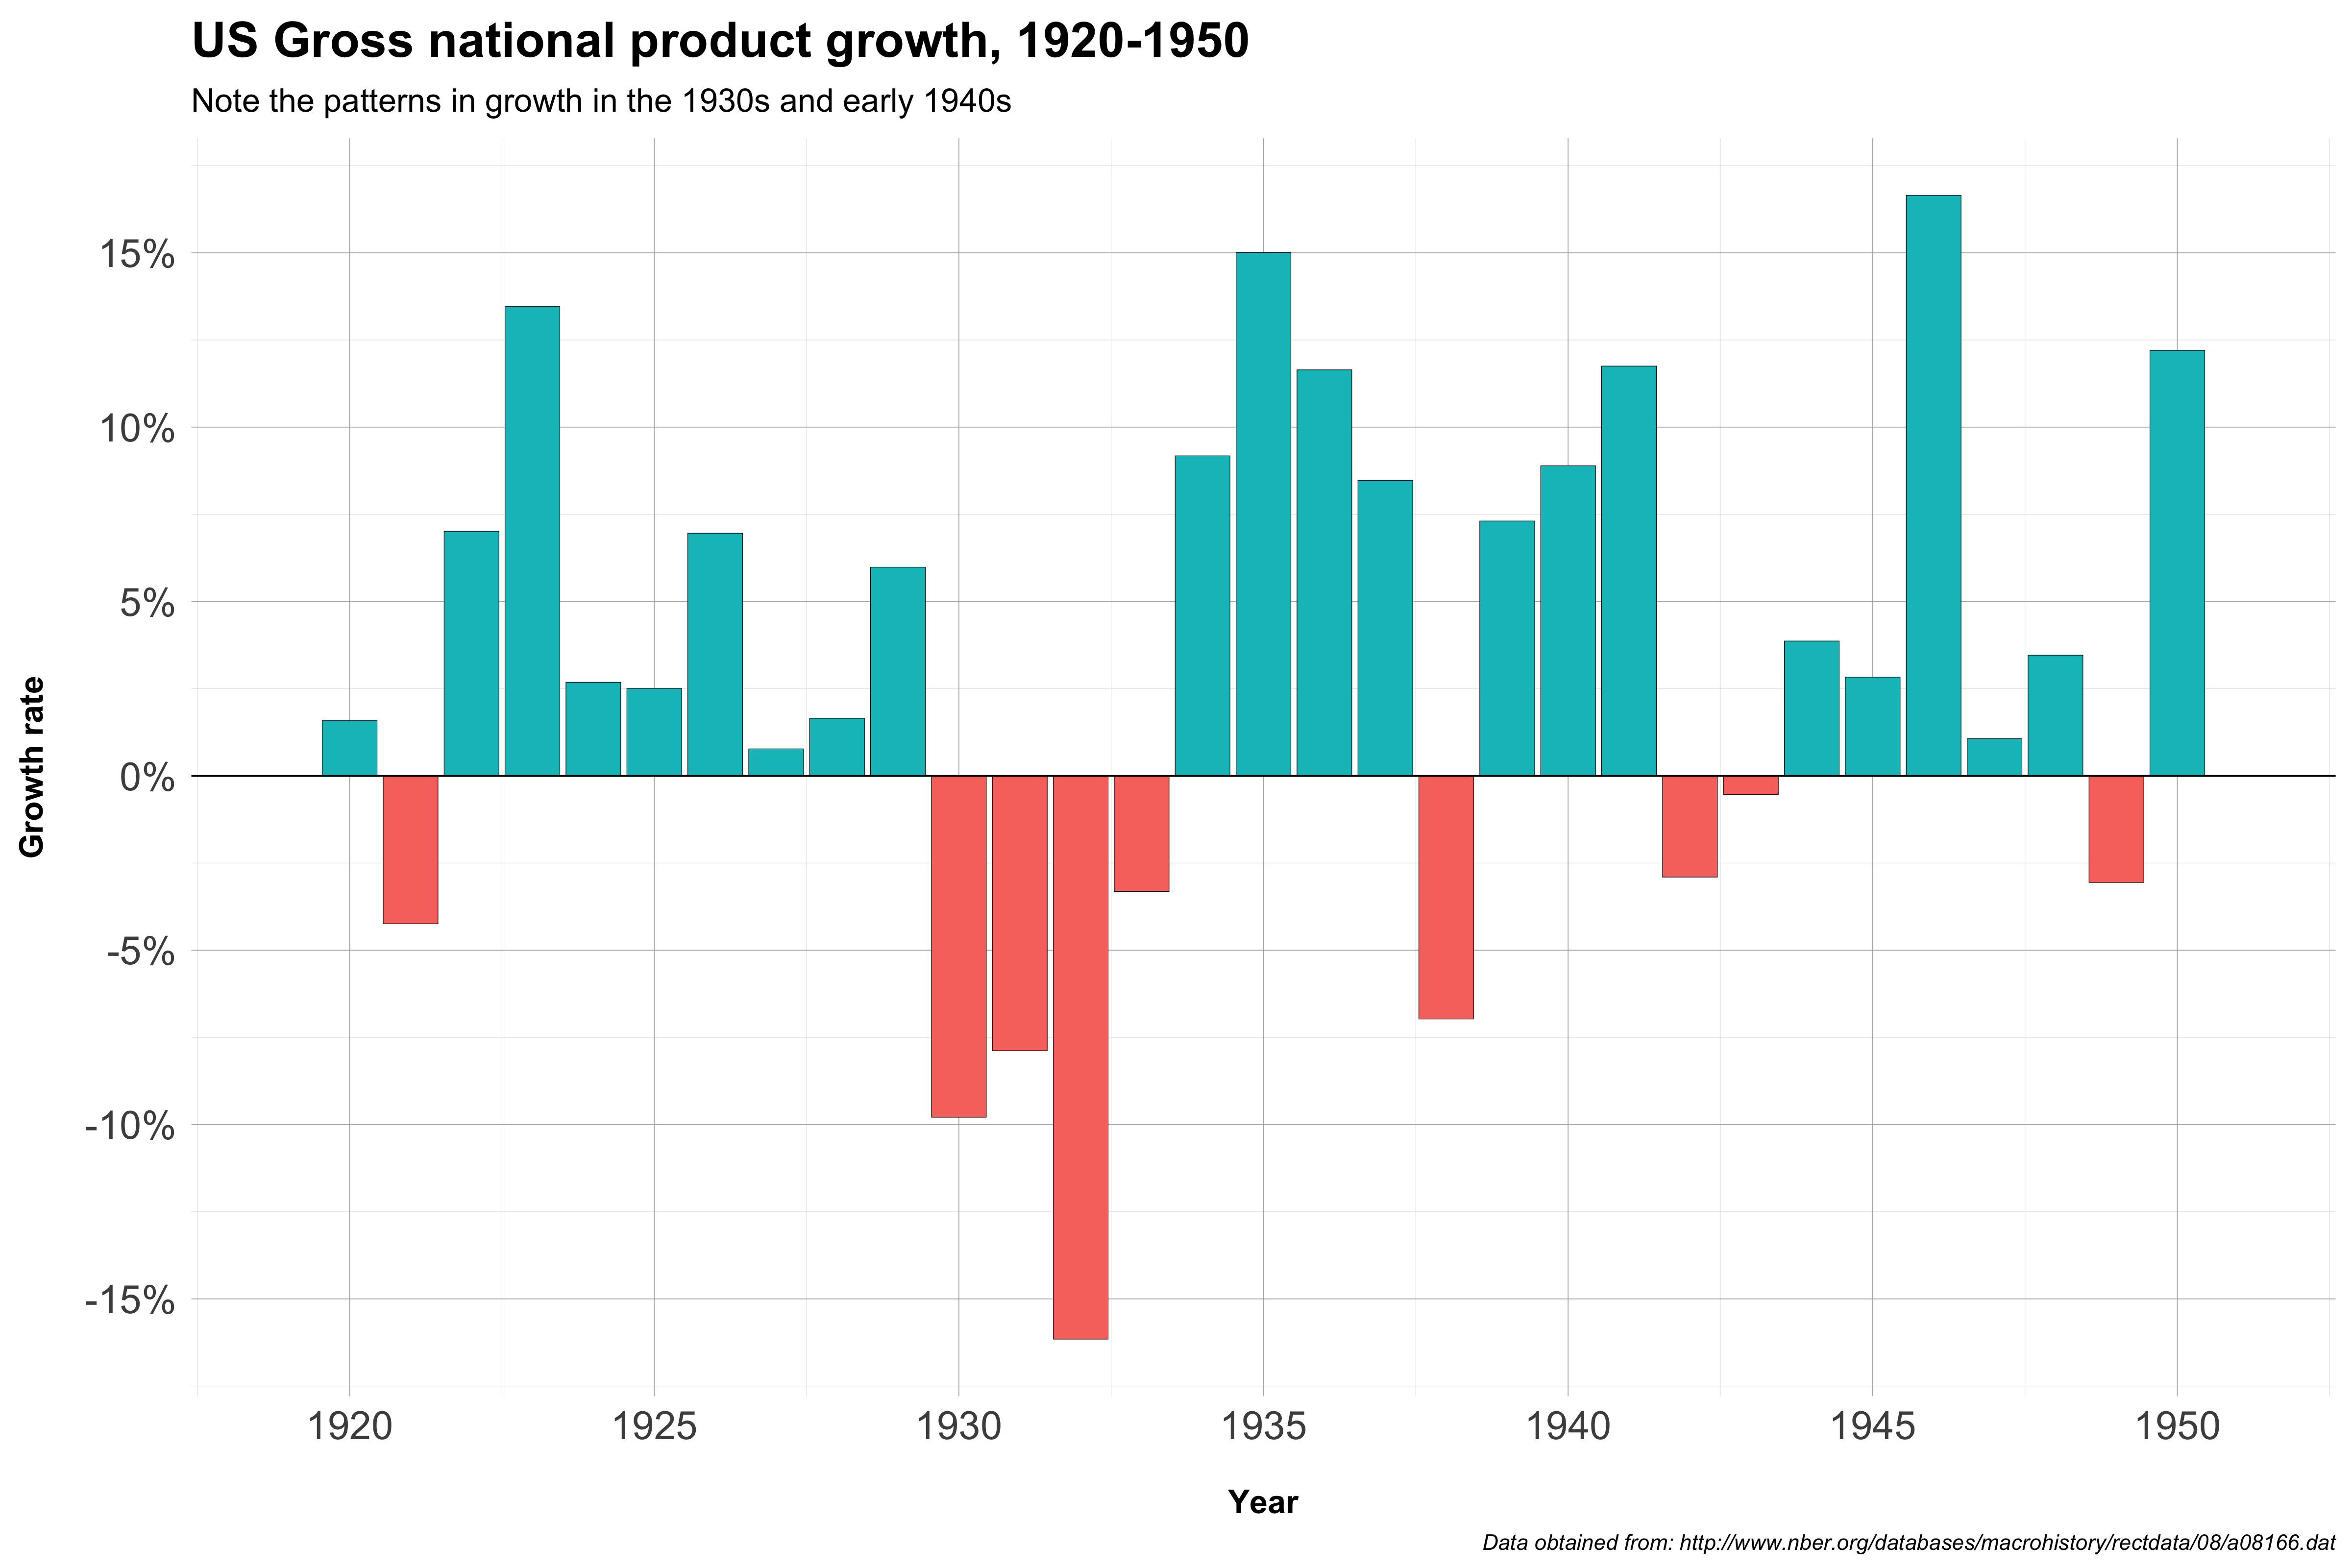 US Gross national product growth, 1920-1950
Note the patterns in growth in the 1930s and early 1940s
15%
10%
5%
0%
-5%
-10%
-15%
Growth rate
1920 1925 1930 1935 1940 1945 1950
Year
Data obtained from: http://www.nber.org/databases/macrohistory/rectdata/08/a08166.dat